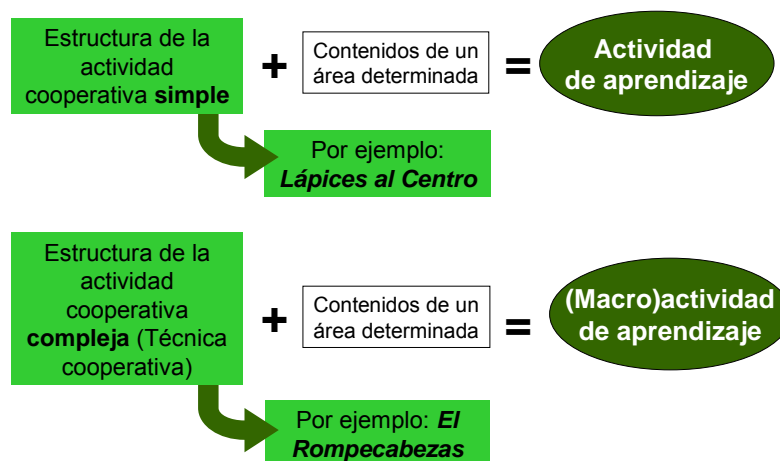 Estructura de la
actividad
cooperativa simple
+
Contenidos de un
área determinada
=
Actividad
de aprendizaje
Por ejemplo:
Lápices al Centro
Estructura de la
actividad
cooperativa
compleja (Técnica
cooperativa)
+
Contenidos de un
área determinada
=
(Macro)actividad
de aprendizaje
Por ejemplo: El
Rompecabezas